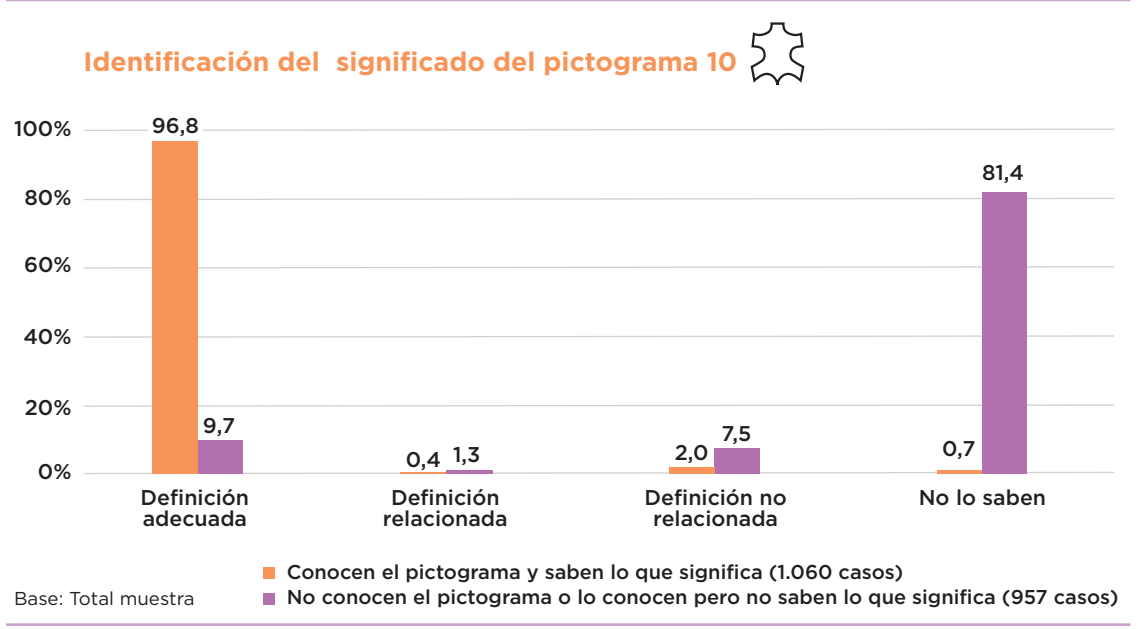 Identificación del significado del pictograma 10
100%
80%
60%
40%
20%
0%
96,8
9,7
0,4
1,3
2,0
7,5
0,7
81,4
Definición
adecuada
Definición
relacionada
Definición no
relacionada
No lo saben
Conocen el pictograma y saben lo que significa (1.060 casos)
Base: Total muestra
No conocen el pictograma o lo conocen pero no saben lo que significa (957 casos)